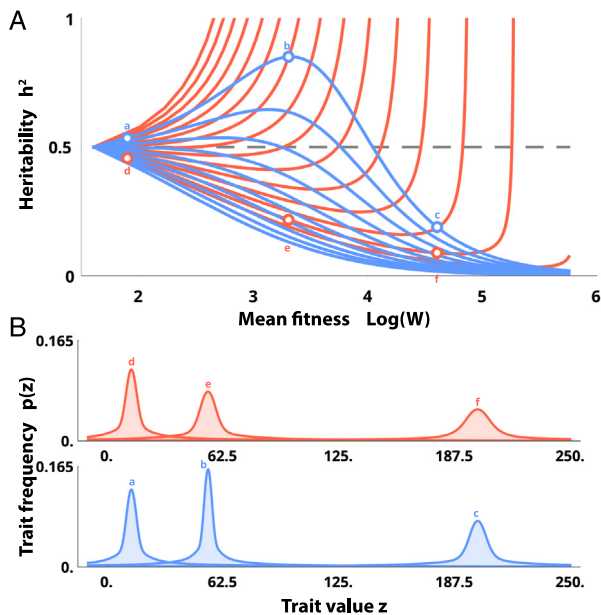 A
1
b
a
Heritability h²
0.5
d
c
e
f
0
2
3
4
5
6
Mean fitness Log(W)
B
0.165
d
e
f
0.
0.
62.5
125.
187.5
250.
Trait frequency p(z)
0.165
a
b
c
0.
0.
62.5
125.
187.5
250.
Trait value z